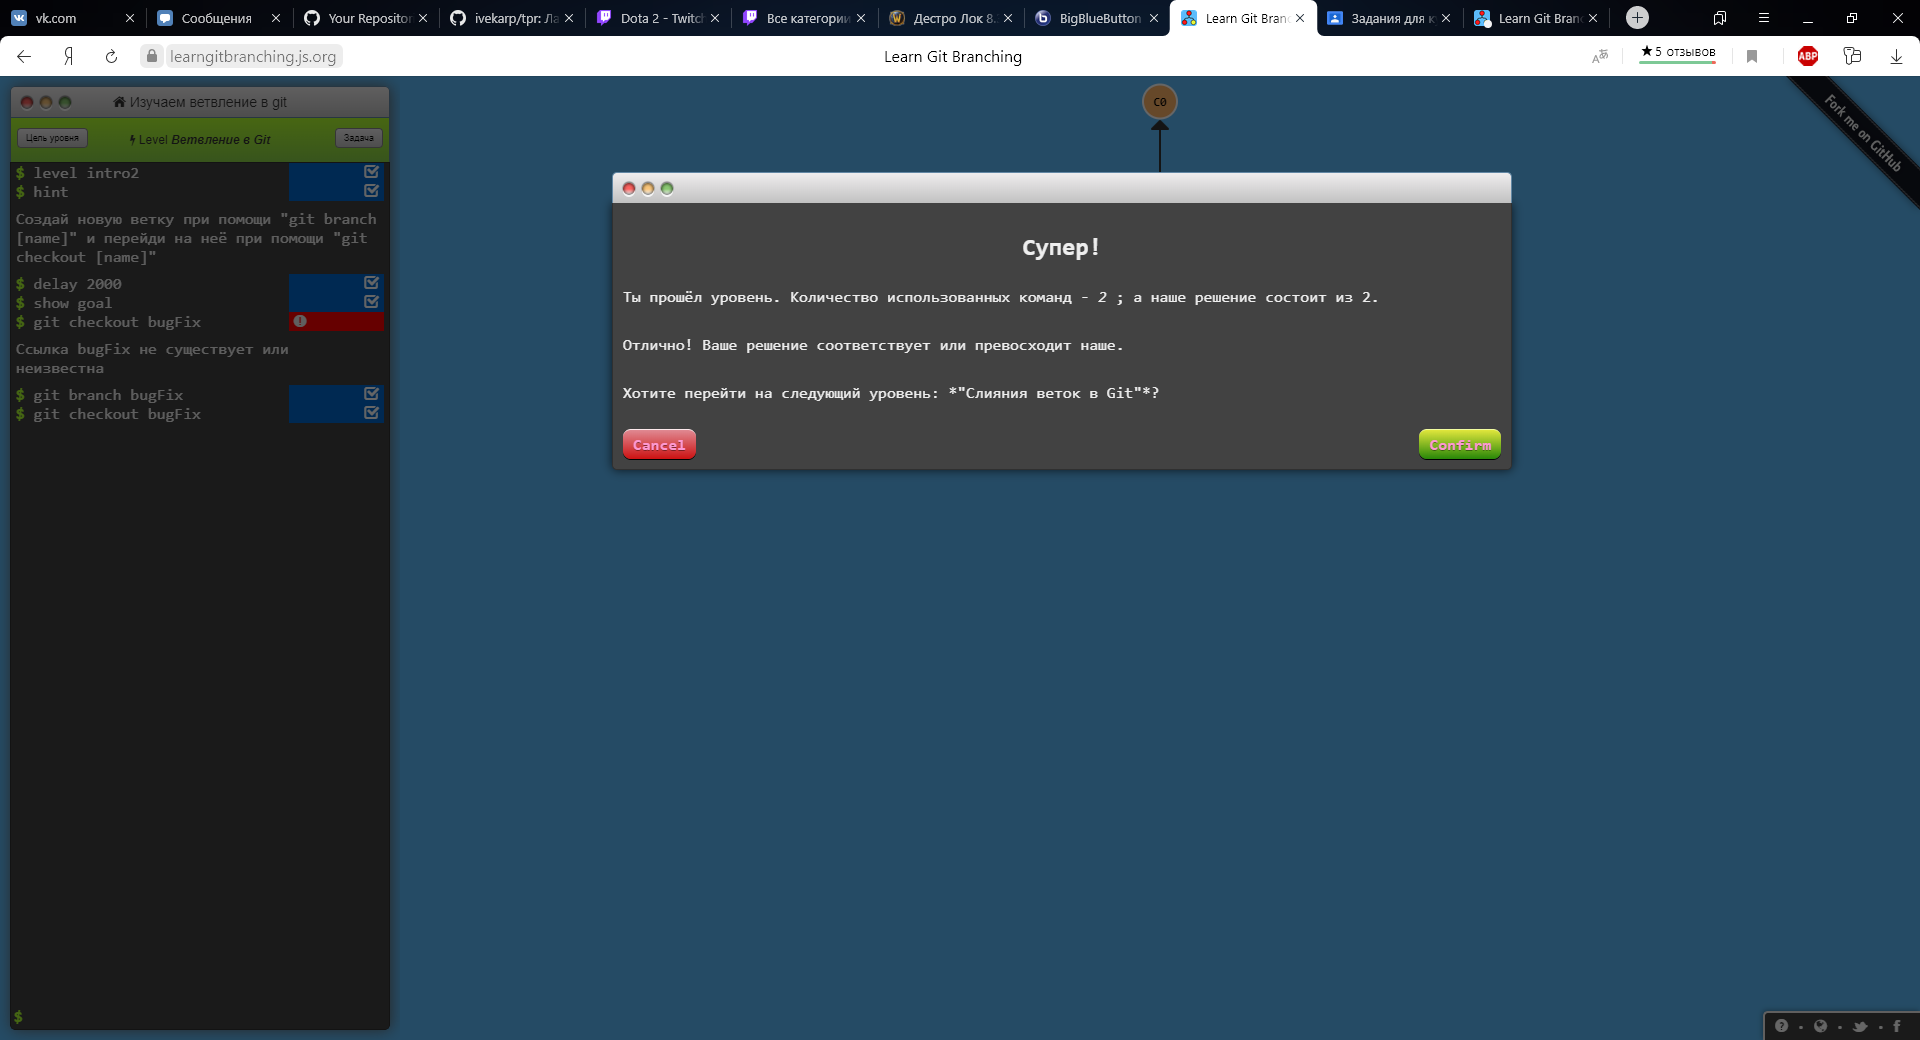 vk.com
Сообщения
Your Repositor
ivekarp/tpr: Ла
Dota 2 - Twitch
Все категории
Дестро Лок 8.
BigBlueButton
Learn Git Branc
Задания для к
Learn Git Bran
learngitbranching.js.org
Learn Git Branching
★5 отзывов
ABP
Изучаем ветвление в git
Цель уровня
Level Ветвление в Git
Задача
$ level intro2
$ hint
Создай новую ветку при помощи "git branch
[name]" и перейди на неё при помощи "git
checkout [name]"
$ delay 2000
$ show goal
$ git checkout bugFix
Ссылка bugFix не существует или
неизвестна
$ git branch bugFix
$ git checkout bugFix
$
C0
Fork me on GitHub
Супер!
Ты прошёл уровень. Количество использованных команд - 2 ; а наше решение состоит из 2.
Отлично! Ваше решение соответствует или превосходит наше.
Хотите перейти на следующий уровень: *"Слияния веток в Git"*?
Cancel
Confirm